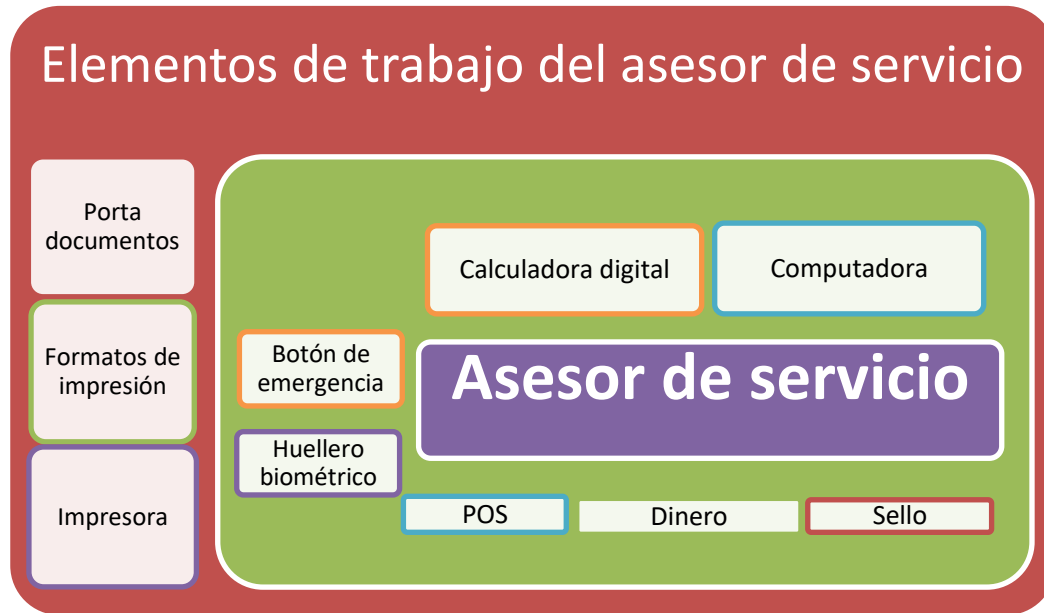 Elementos de trabajo del asesor de servicio
Porta
documentos
Formatos de
impresión
Impresora
Calculadora digital
Computadora
Botón de
emergencia
Asesor de servicio
Huellero
biométrico
POS
Dinero
Sello